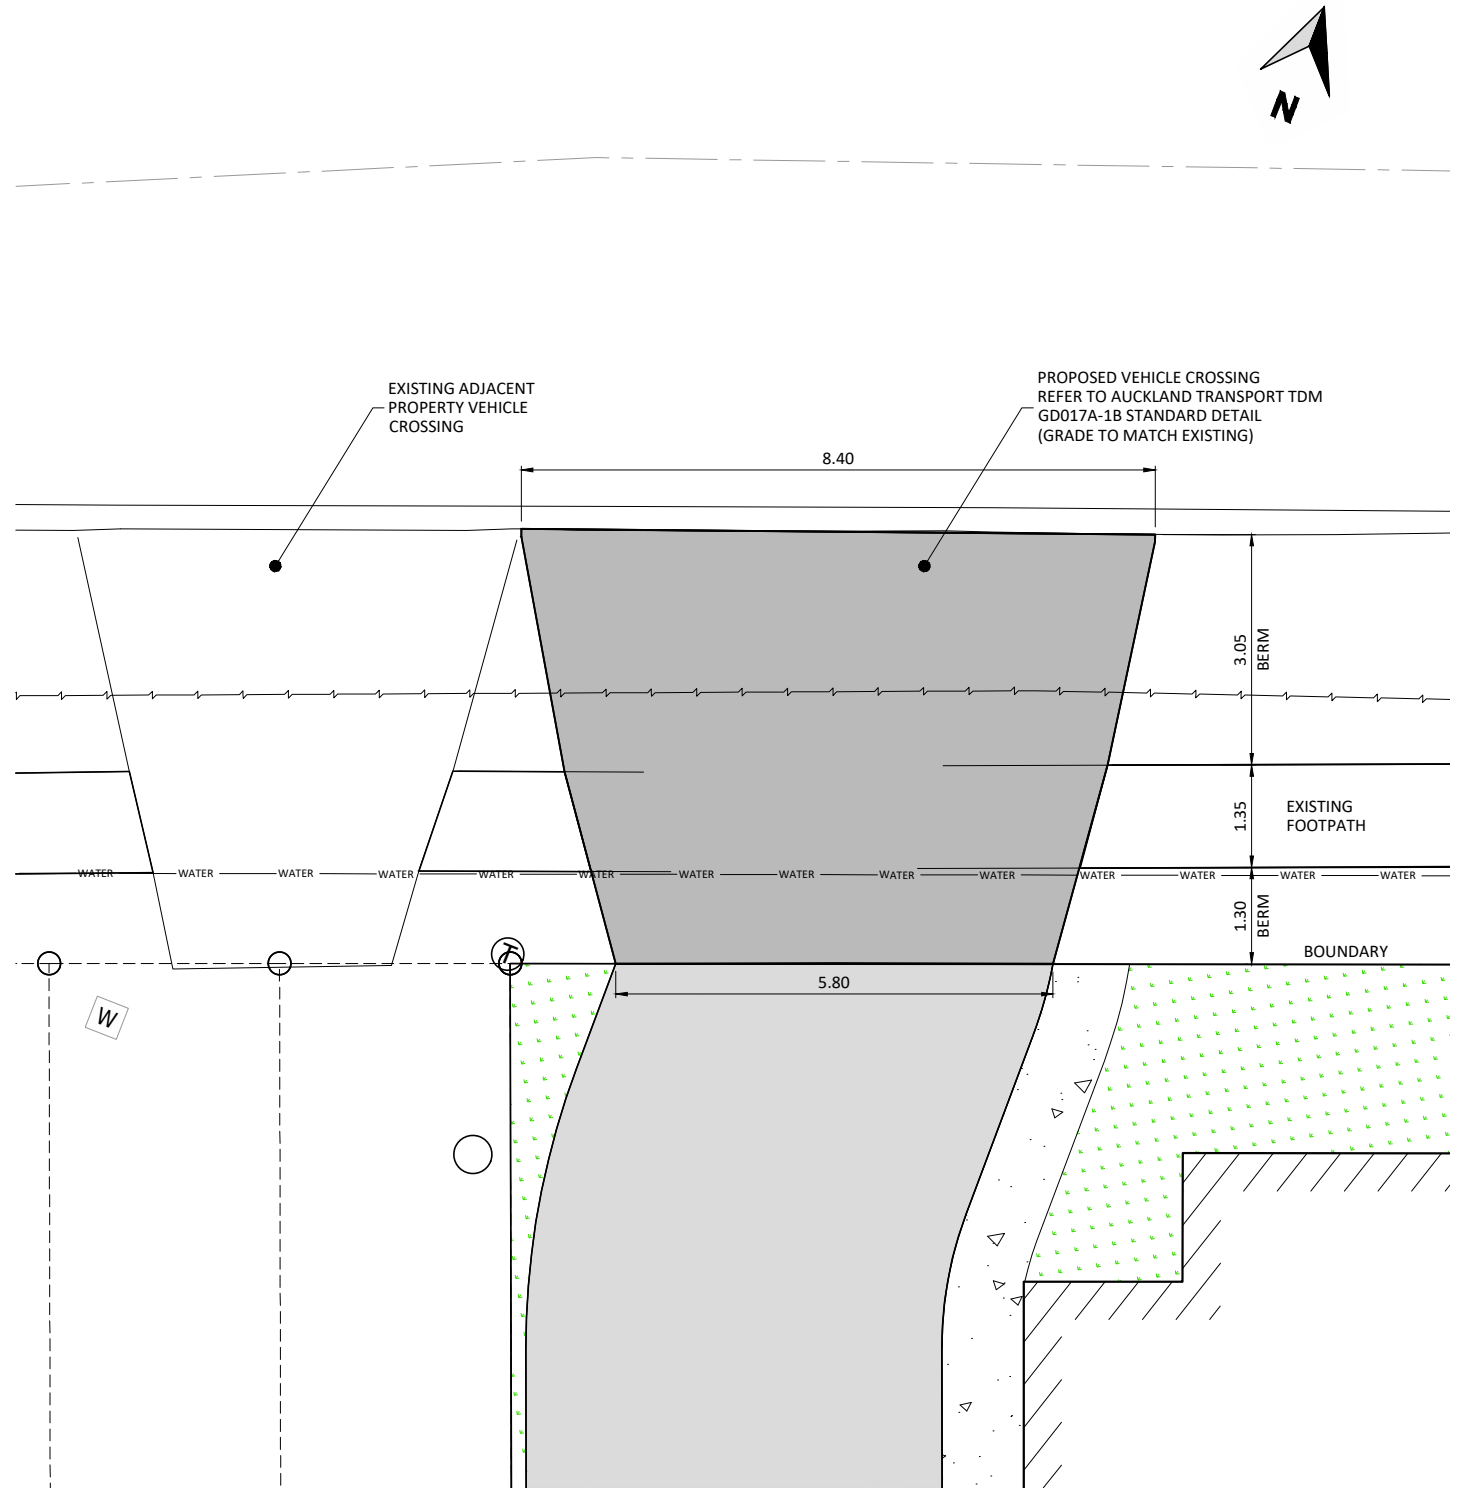 N
EXISTING ADJACENT
PROPERTY VEHICLE
CROSSING
PROPOSED VEHICLE CROSSING
REFER TO AUCKLAND TRANSPORT TDM
GD017A-1B STANDARD DETAIL
(GRADE TO MATCH EXISTING)
8.40
3.05
BERM
1.35
EXISTING
FOOTPATH
WATER WATER WATER WATER WATER WATER WATER WATER WATER WATER WATER WATER WATER WATER
1.30
BERM
BOUNDARY
T
5.80
W